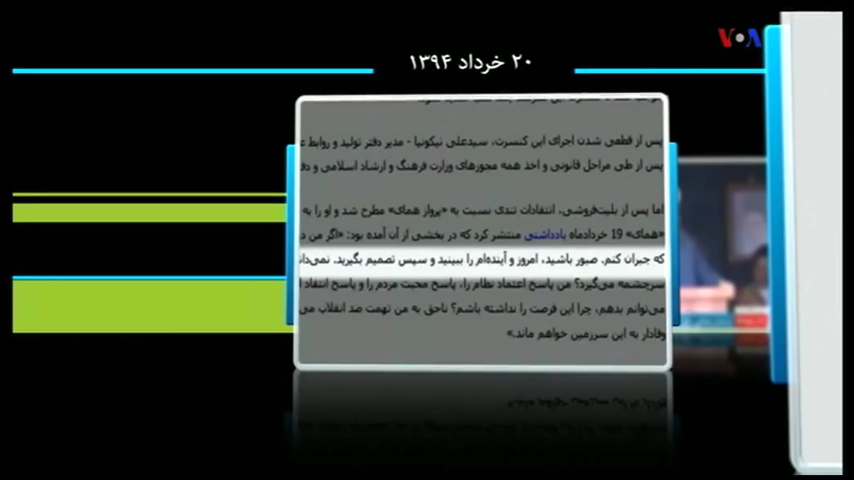 VOA
۲۰ خرداد ۱۳۹۴
پس از قطعی شدن اجرای این کنسرت، سیدعلی نیکونیا - مدیر دفتر تولید و روابط
پس از طی مراحل قانونی و اخذ همه مجوزهای وزارت فرهنگ و ارشاد اسلامی و
اما پس از بلیت‌فروشی، انتقادات تندی نسبت به «پرواز همای» مطرح شد و او را به
«همای» 19 خردادماه یادداشتی منتشر کرد که در بخشی از آن آمده بود: «اگر من
که جبران کنم. صبور باشید، امروز و آینده‌ام را ببینید و سپس تصمیم بگیرید.
سرچشمه می‌گیرد؟ من پاسخ اعتماد نظام را، پاسخ محبت مردم را و پاسخ انتقاد
می‌توانم بدهم، چرا این فرصت را نداشته باشم؟ ناحق به من تهمت ضد انقلاب
وفادار به این سرزمین خواهم ماند.»